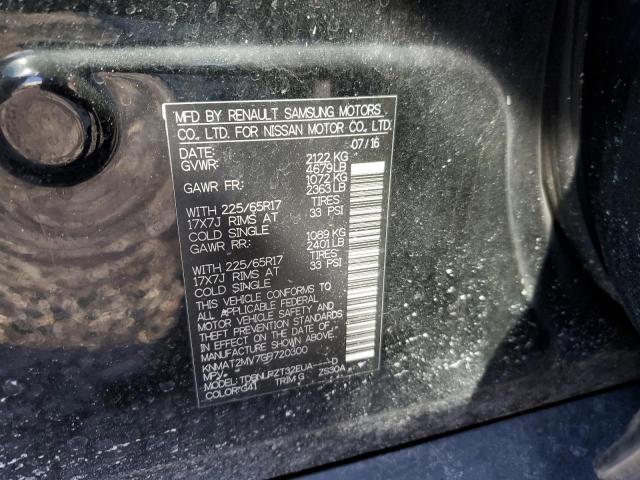 MFD BY RENAULT SAMSUNG MOTORS
CO., LTD. FOR NISSAN MOTOR CO., LTD.
DATE: 07/16
GVWR: 2122 KG
4679 LB
GAWR FR: 1072 KG
2363 LB
WITH 225/65R17 TIRES
17X7J RIMS AT 33 PSI
COLD SINGLE
GAWR RR: 1089 KG
2401 LB
WITH 225/65R17 TIRES
17X7J RIMS AT 33 PSI
COLD SINGLE
THIS VEHICLE CONFORMS TO
ALL APPLICABLE FEDERAL
MOTOR VEHICLE SAFETY AND
THEFT PREVENTION STANDARDS
IN EFFECT ON THE DATE OF
MFR. SHOWN ABOVE.
MPV
MODEL: D
COLOR: G41 TRIM G ZS30A